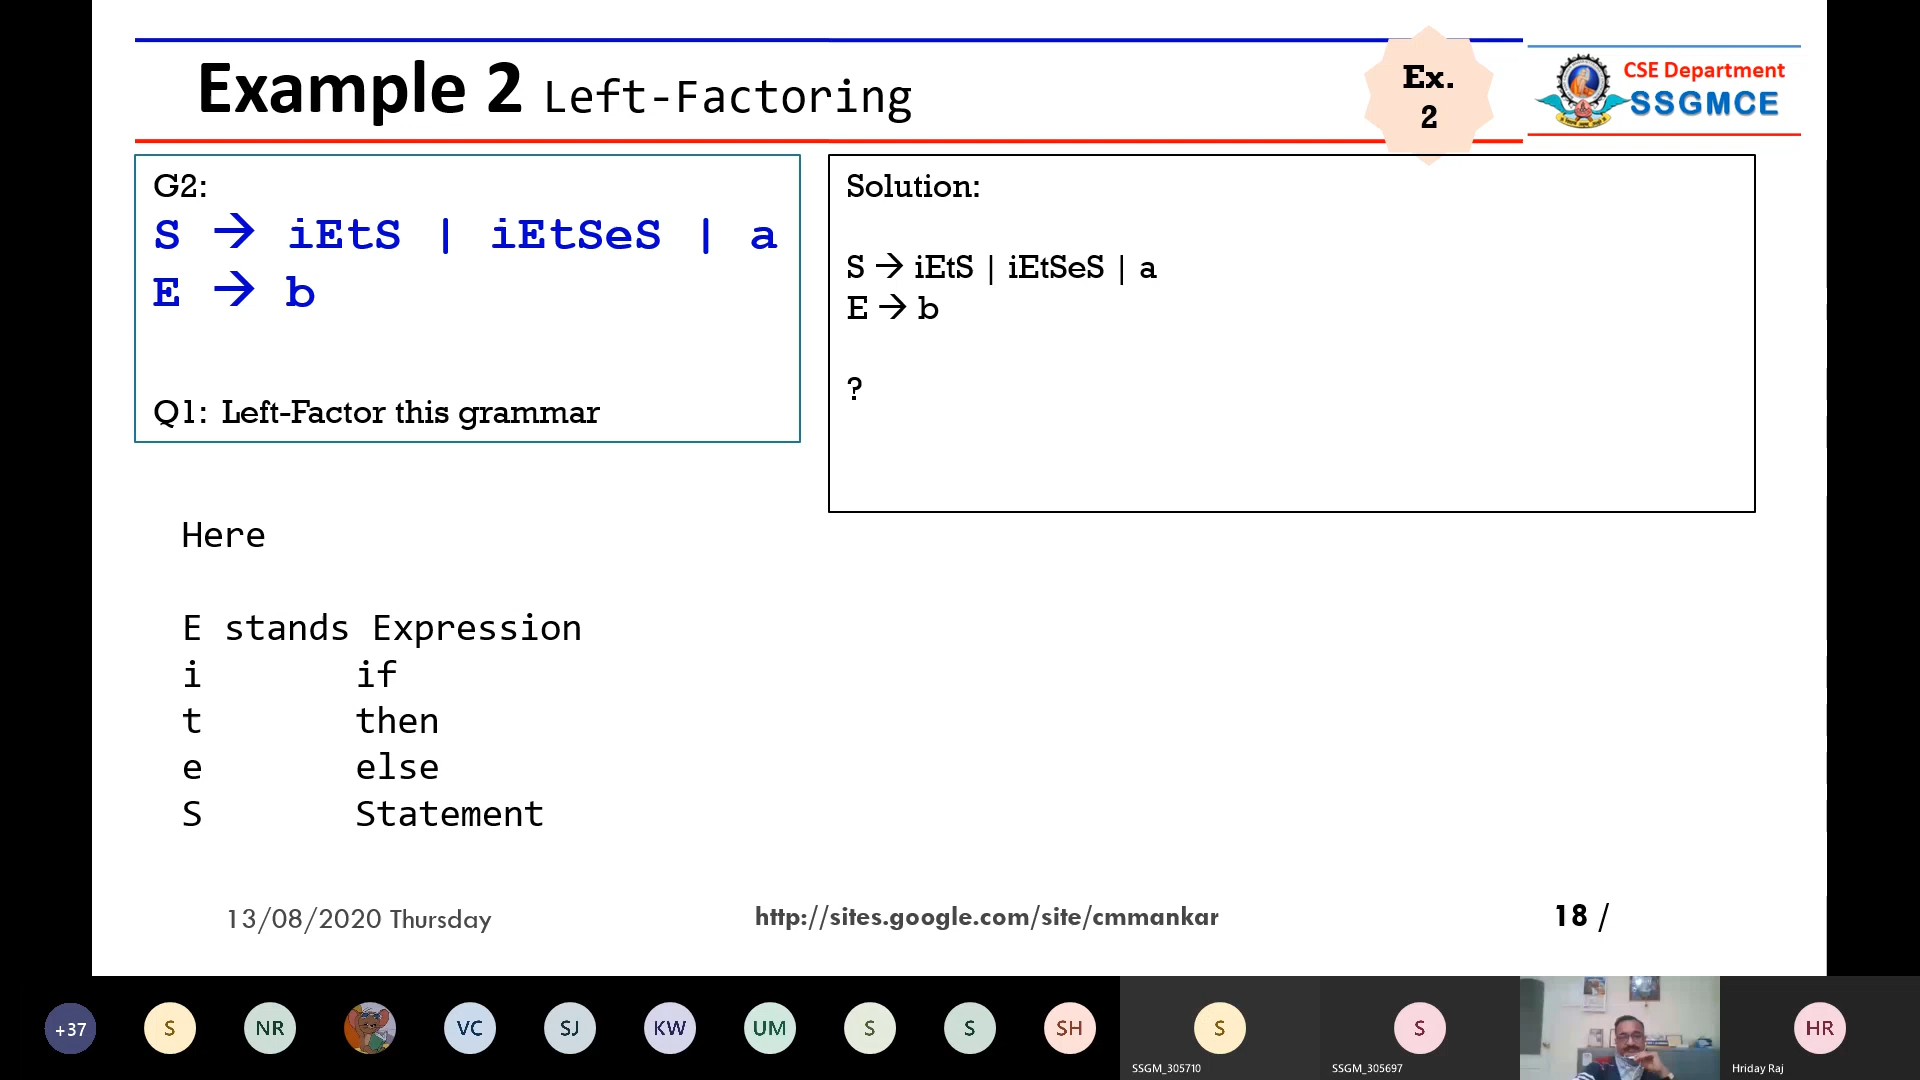 Example 2 Left-Factoring
Ex.
2
CSE Department
SSGMCE
G2:
S → iEtS | iEtSeS | a
E → b
Q1: Left-Factor this grammar
Solution:
S → iEtS | iEtSeS | a
E → b
?
Here
E stands Expression
i if
t then
e else
S Statement
13/08/2020 Thursday
http://sites.google.com/site/cmmankar
18 /
+37
S
NR
VC
SJ
KW
UM
S
S
SH
S
SSGM_305710
S
SSGM_305697
HR
Hriday Raj